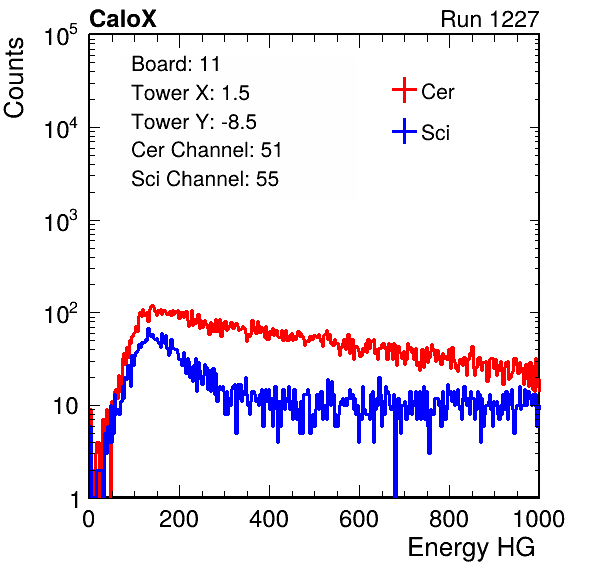 CaloX Run 1227
Counts
Board: 11
Tower X: 1.5
Tower Y: -8.5
Cer Channel: 51
Sci Channel: 55
Cer
Sci
10^5
10^4
10^3
10^2
10
1
0 200 400 600 800 1000
Energy HG